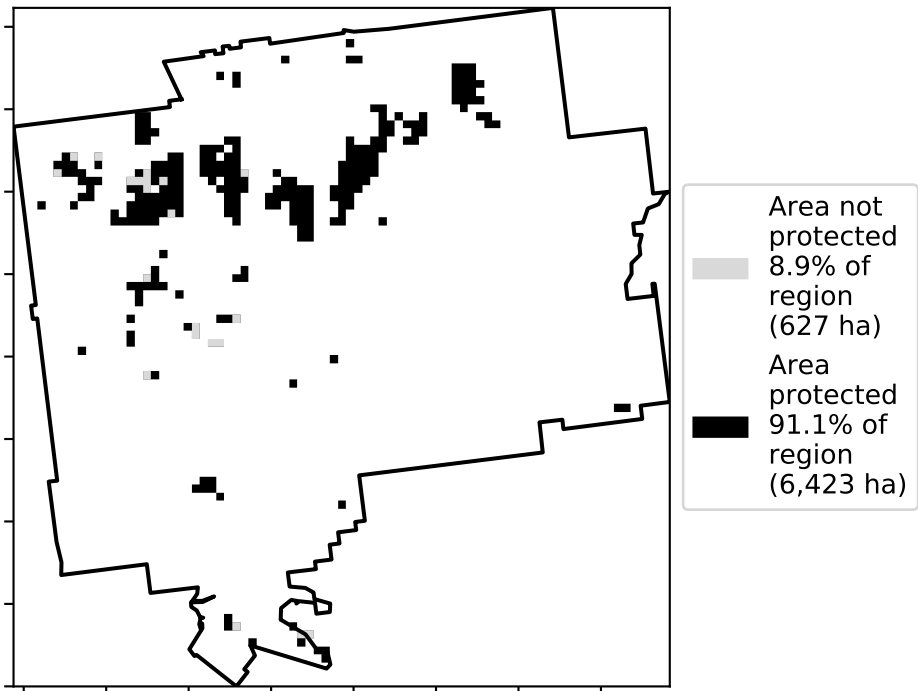 Area not
protected
8.9% of
region
(627 ha)
Area
protected
91.1% of
region
(6,423 ha)